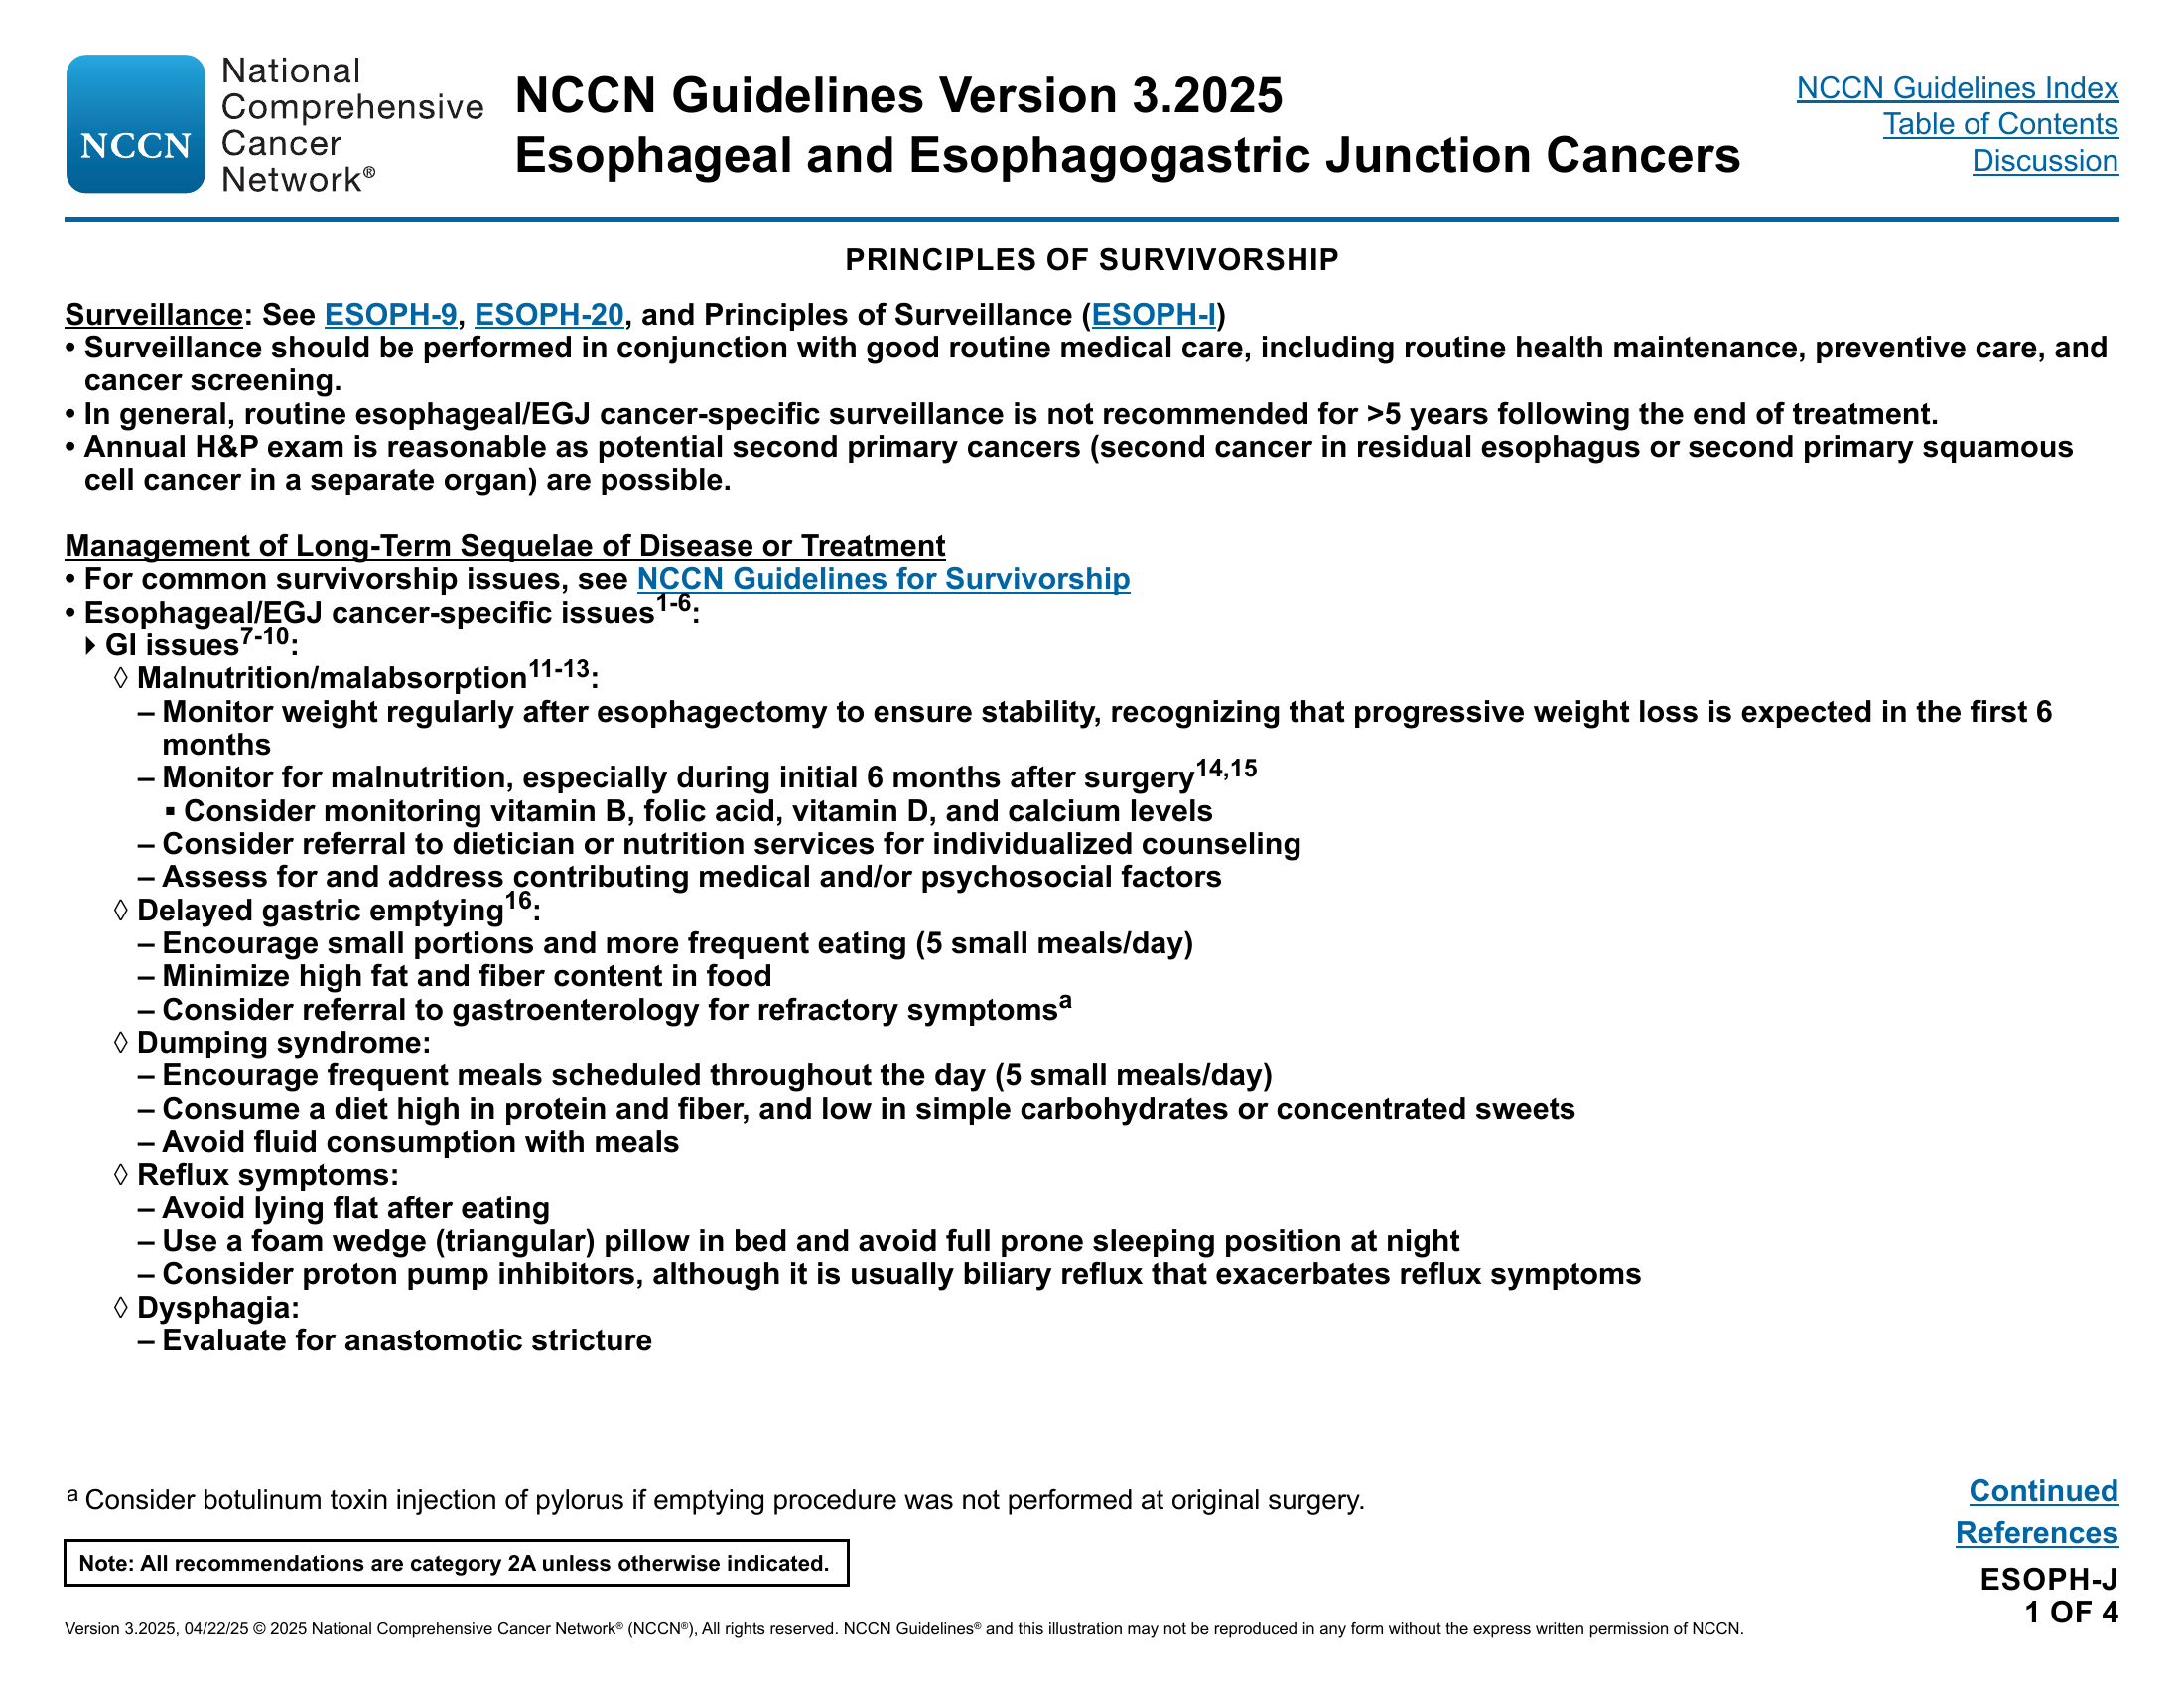 National
Comprehensive
NCCN Cancer
Network®
NCCN Guidelines Version 3.2025
Esophageal and Esophagogastric Junction Cancers
NCCN Guidelines Index
Table of Contents
Discussion
PRINCIPLES OF SURVIVORSHIP
Surveillance: See ESOPH-9, ESOPH-20, and Principles of Surveillance (ESOPH-I)
• Surveillance should be performed in conjunction with good routine medical care, including routine health maintenance, preventive care, and
cancer screening.
• In general, routine esophageal/EGJ cancer-specific surveillance is not recommended for >5 years following the end of treatment.
• Annual H&P exam is reasonable as potential second primary cancers (second cancer in residual esophagus or second primary squamous
cell cancer in a separate organ) are possible.
Management of Long-Term Sequelae of Disease or Treatment
• For common survivorship issues, see NCCN Guidelines for Survivorship
• Esophageal/EGJ cancer-specific issues1-6:
▸ GI issues7-10:
◊ Malnutrition/malabsorption11-13:
– Monitor weight regularly after esophagectomy to ensure stability, recognizing that progressive weight loss is expected in the first 6
months
– Monitor for malnutrition, especially during initial 6 months after surgery14,15
▪ Consider monitoring vitamin B, folic acid, vitamin D, and calcium levels
– Consider referral to dietician or nutrition services for individualized counseling
– Assess for and address contributing medical and/or psychosocial factors
◊ Delayed gastric emptying16:
– Encourage small portions and more frequent eating (5 small meals/day)
– Minimize high fat and fiber content in food
– Consider referral to gastroenterology for refractory symptomsa
◊ Dumping syndrome:
– Encourage frequent meals scheduled throughout the day (5 small meals/day)
– Consume a diet high in protein and fiber, and low in simple carbohydrates or concentrated sweets
– Avoid fluid consumption with meals
◊ Reflux symptoms:
– Avoid lying flat after eating
– Use a foam wedge (triangular) pillow in bed and avoid full prone sleeping position at night
– Consider proton pump inhibitors, although it is usually biliary reflux that exacerbates reflux symptoms
◊ Dysphagia:
– Evaluate for anastomotic stricture
a Consider botulinum toxin injection of pylorus if emptying procedure was not performed at original surgery.
Continued
References
Note: All recommendations are category 2A unless otherwise indicated.
ESOPH-J
1 OF 4
Version 3.2025, 04/22/25 © 2025 National Comprehensive Cancer Network® (NCCN®), All rights reserved. NCCN Guidelines® and this illustration may not be reproduced in any form without the express written permission of NCCN.